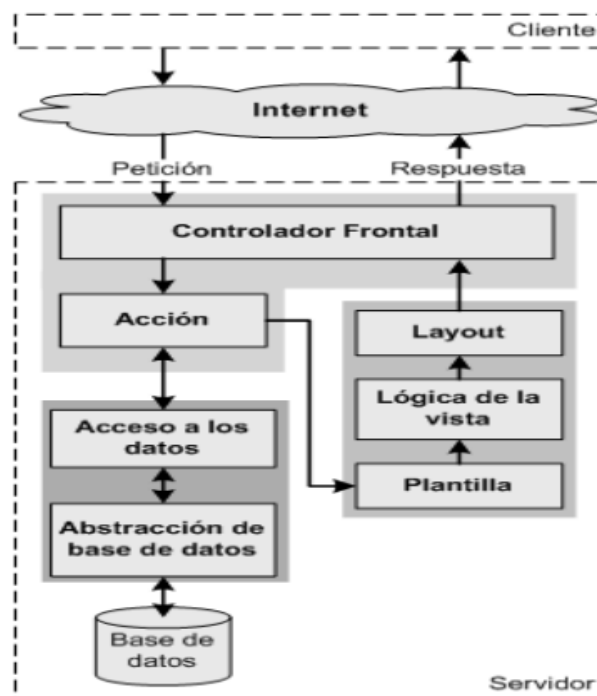 Cliente
Internet
Petición
Respuesta
Controlador Frontal
Acción
Layout
Lógica de la
vista
Acceso a los
datos
Plantilla
Abstracción de
base de datos
Base de
datos
Servidor